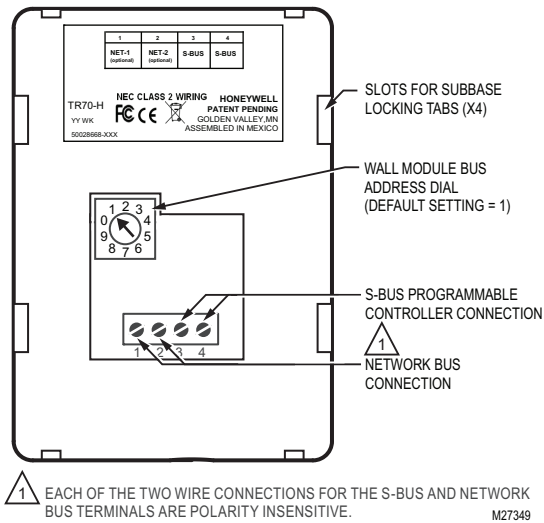 1 2 3 4
NET-1 NET-2 S-BUS S-BUS
(optional) (optional)
NEC CLASS 2 WIRING
HONEYWELL
TR70-H
PATENT PENDING
YY WK
FC CE
GOLDEN VALLEY,MN
50028668-XXX
ASSEMBLED IN MEXICO
SLOTS FOR SUBBASE
LOCKING TABS (X4)
WALL MODULE BUS
ADDRESS DIAL
(DEFAULT SETTING = 1)
0 1 2 3 4 5 6 7 8 9
S-BUS PROGRAMMABLE
CONTROLLER CONNECTION
1
NETWORK BUS
CONNECTION
1 2 3 4
1 EACH OF THE TWO WIRE CONNECTIONS FOR THE S-BUS AND NETWORK
BUS TERMINALS ARE POLARITY INSENSITIVE.
M27349